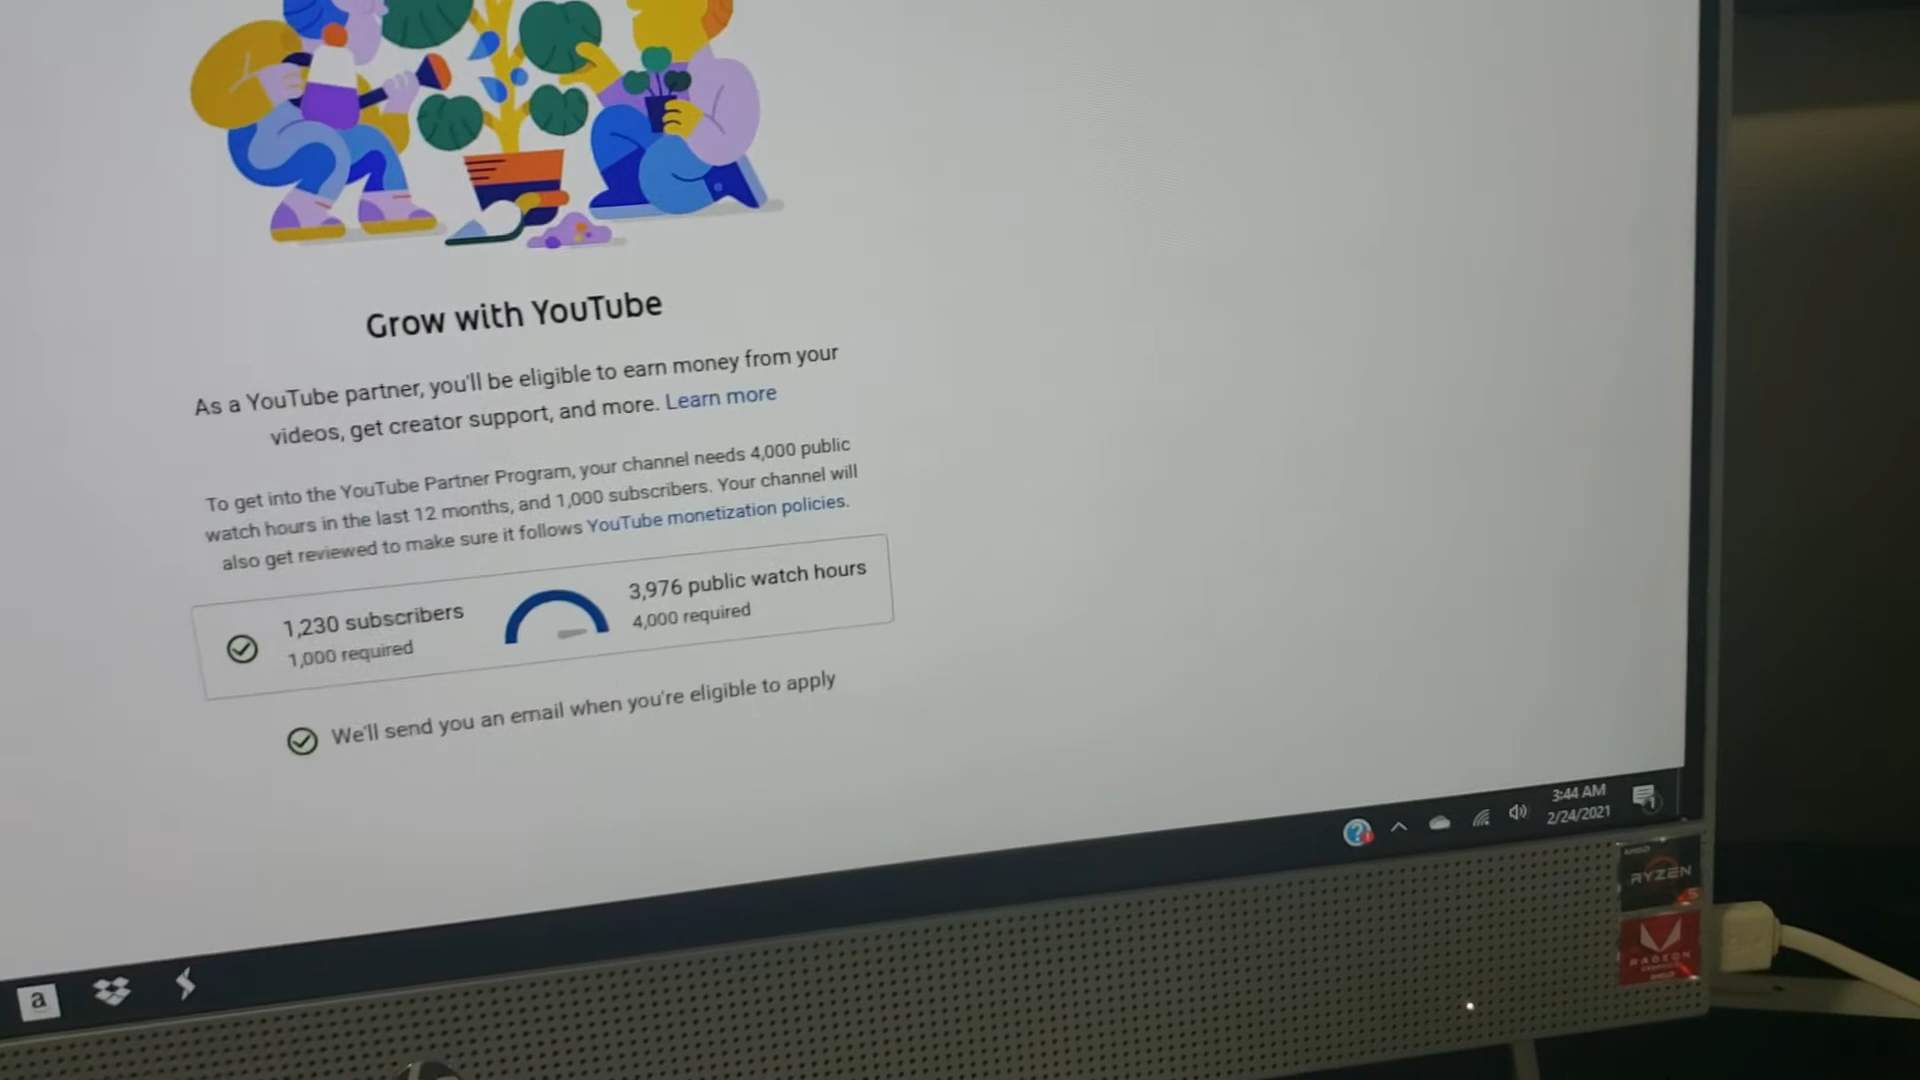 Grow with YouTube
As a YouTube partner, you'll be eligible to earn money from your
videos, get creator support, and more. Learn more
To get into the YouTube Partner Program, your channel needs 4,000 public
watch hours in the last 12 months, and 1,000 subscribers. Your channel will
also get reviewed to make sure it follows YouTube monetization policies.
1,230 subscribers
1,000 required
3,976 public watch hours
4,000 required
We'll send you an email when you're eligible to apply
3:44 AM
2/24/2021
1
a
AMD
RYZEN
5
RADEON
GRAPHICS
AMD